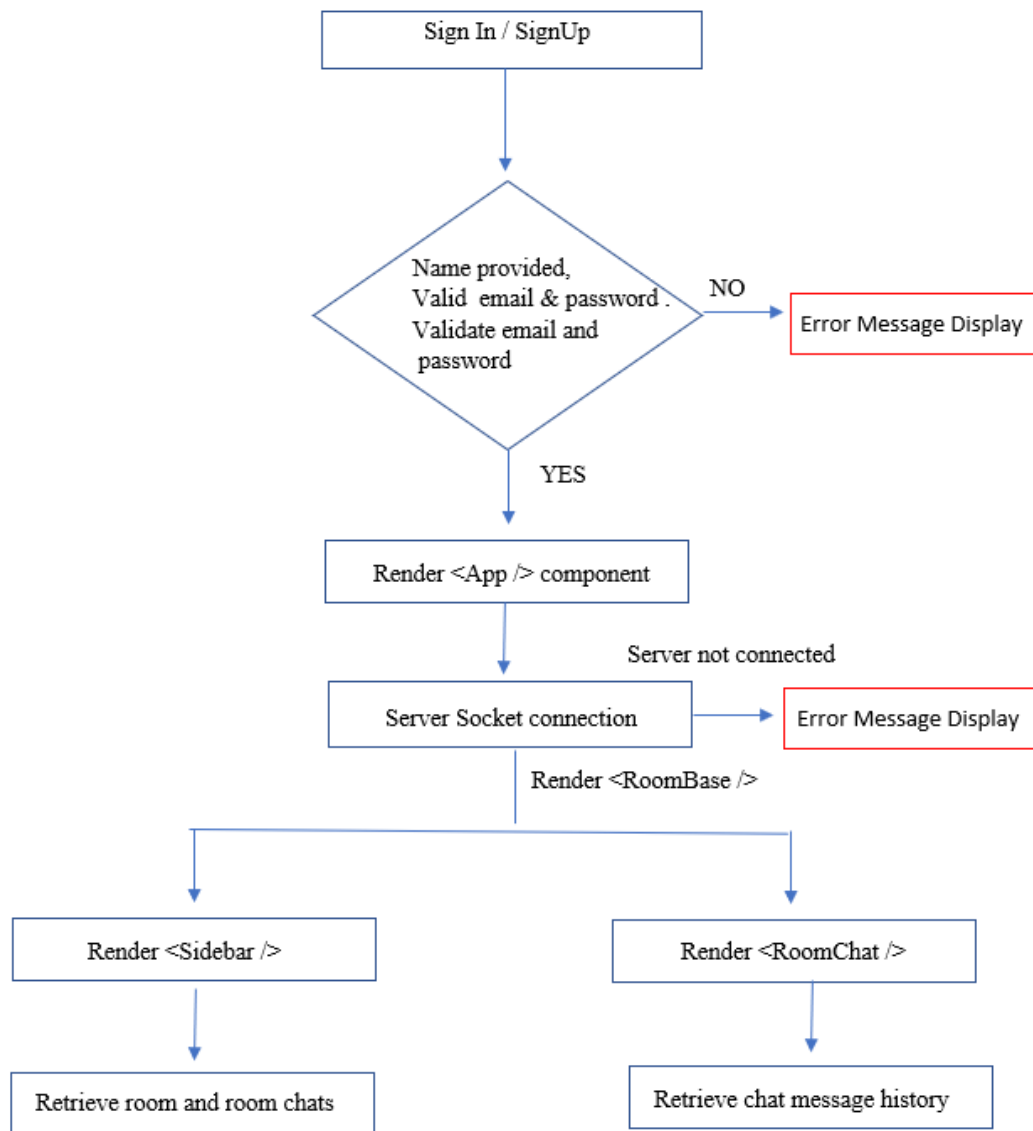 Sign In / SignUp
Name provided,
Valid  email & password .
Validate email and
password
NO
Error Message Display
YES
Render <App /> component
Server not connected
Server Socket connection
Error Message Display
Render <RoomBase />
Render <Sidebar />
Render <RoomChat />
Retrieve room and room chats
Retrieve chat message history